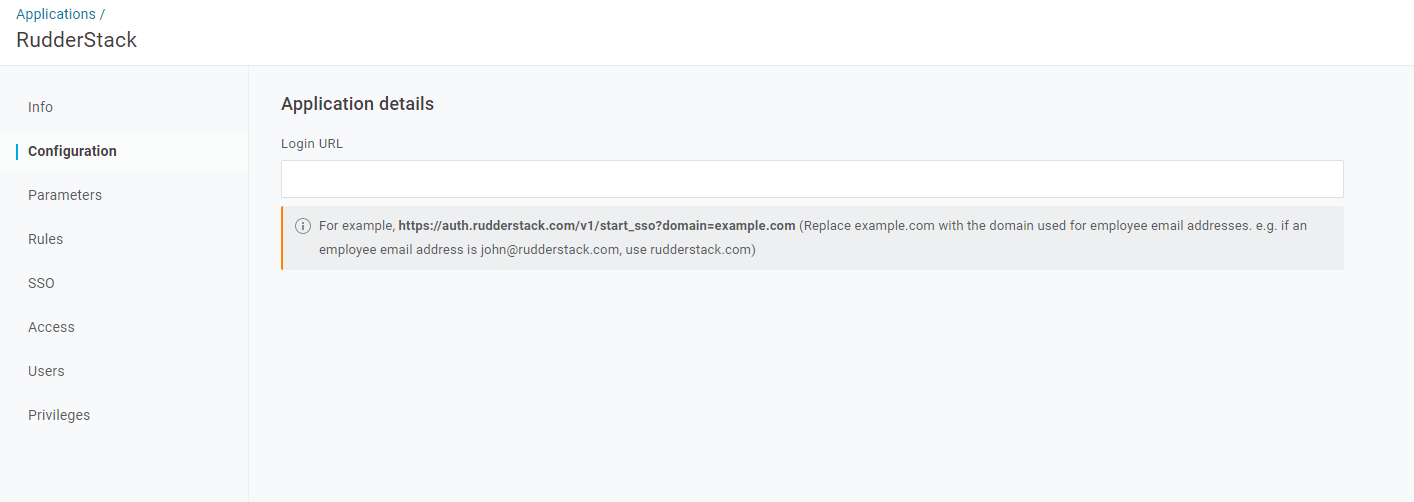 Applications /
RudderStack
Info
Configuration
Parameters
Rules
SSO
Access
Users
Privileges
Application details
Login URL
For example, https://auth.rudderstack.com/v1/start_sso?domain=example.com (Replace example.com with the domain used for employee email addresses. e.g. if an
employee email address is john@rudderstack.com, use rudderstack.com)